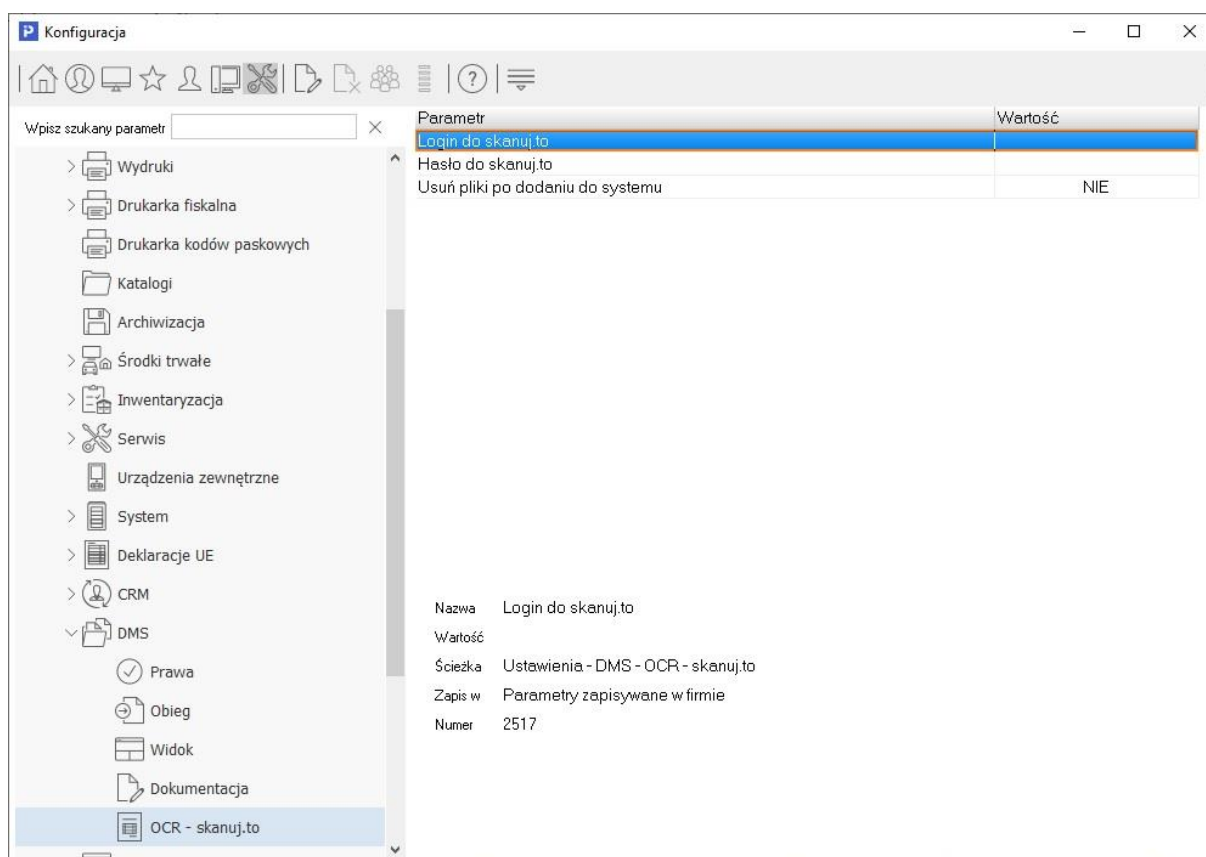 Konfiguracja
Wpisz szukany parametr
Wydruki
Drukarka fiskalna
Drukarka kodów paskowych
Katalogi
Archiwizacja
Środki trwałe
Inwentaryzacja
Serwis
Urządzenia zewnętrzne
System
Deklaracje UE
CRM
DMS
Prawa
Obieg
Widok
Dokumentacja
OCR - skanuj.to
Parametr Wartość
Login do skanuj.to
Hasło do skanuj.to
Usuń pliki po dodaniu do systemu NIE
Nazwa Login do skanuj.to
Wartość
Ścieżka Ustawienia - DMS - OCR - skanuj.to
Zapis w Parametry zapisywane w firmie
Numer 2517